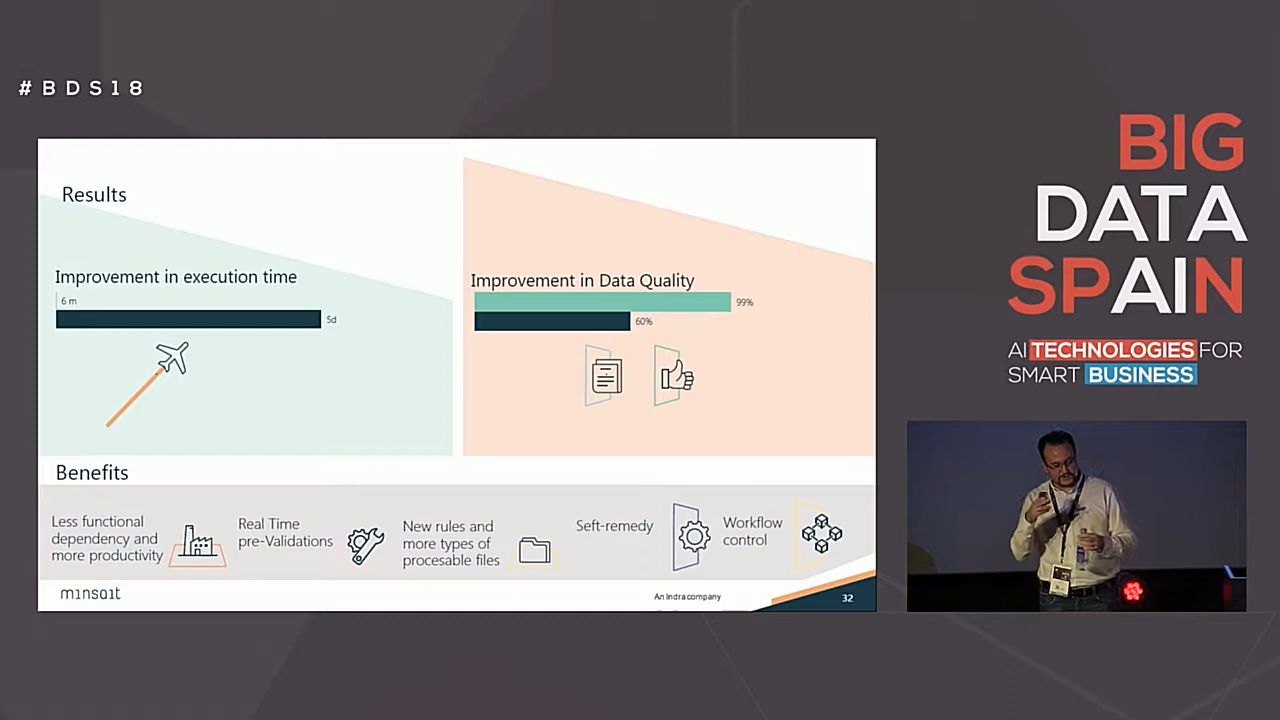 #BDS18
BIG
DATA
SPAIN
AI TECHNOLOGIES FOR
SMART BUSINESS
Results
Improvement in execution time
6 m
5d
Improvement in Data Quality
99%
60%
Benefits
Less functional
dependency and
more productivity
Real Time
pre-Validations
New rules and
more types of
procesable files
Seft-remedy
Workflow
control
minsait
An Indra company
32